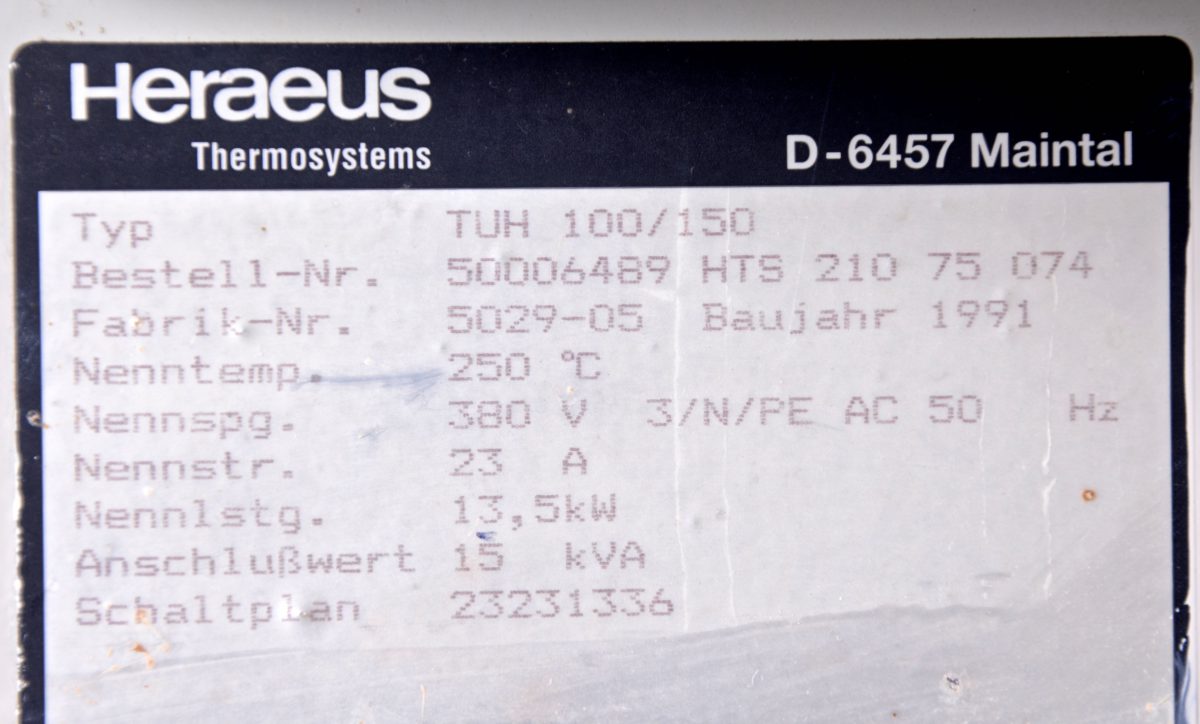 Heraeus
Thermosystems
D-6457 Maintal
Typ TUH 100/150
Bestell-Nr. 50006489 HTS 210 75 074
Fabrik-Nr. 5029-05 Baujahr 1991
Nenntemp. 250 °C
Nennspg. 380 V 3/N/PE AC 50 Hz
Nennstr. 23 A
Nennlstg. 13,5kW
Anschlußwert 15 kVA
Schaltplan 23231336